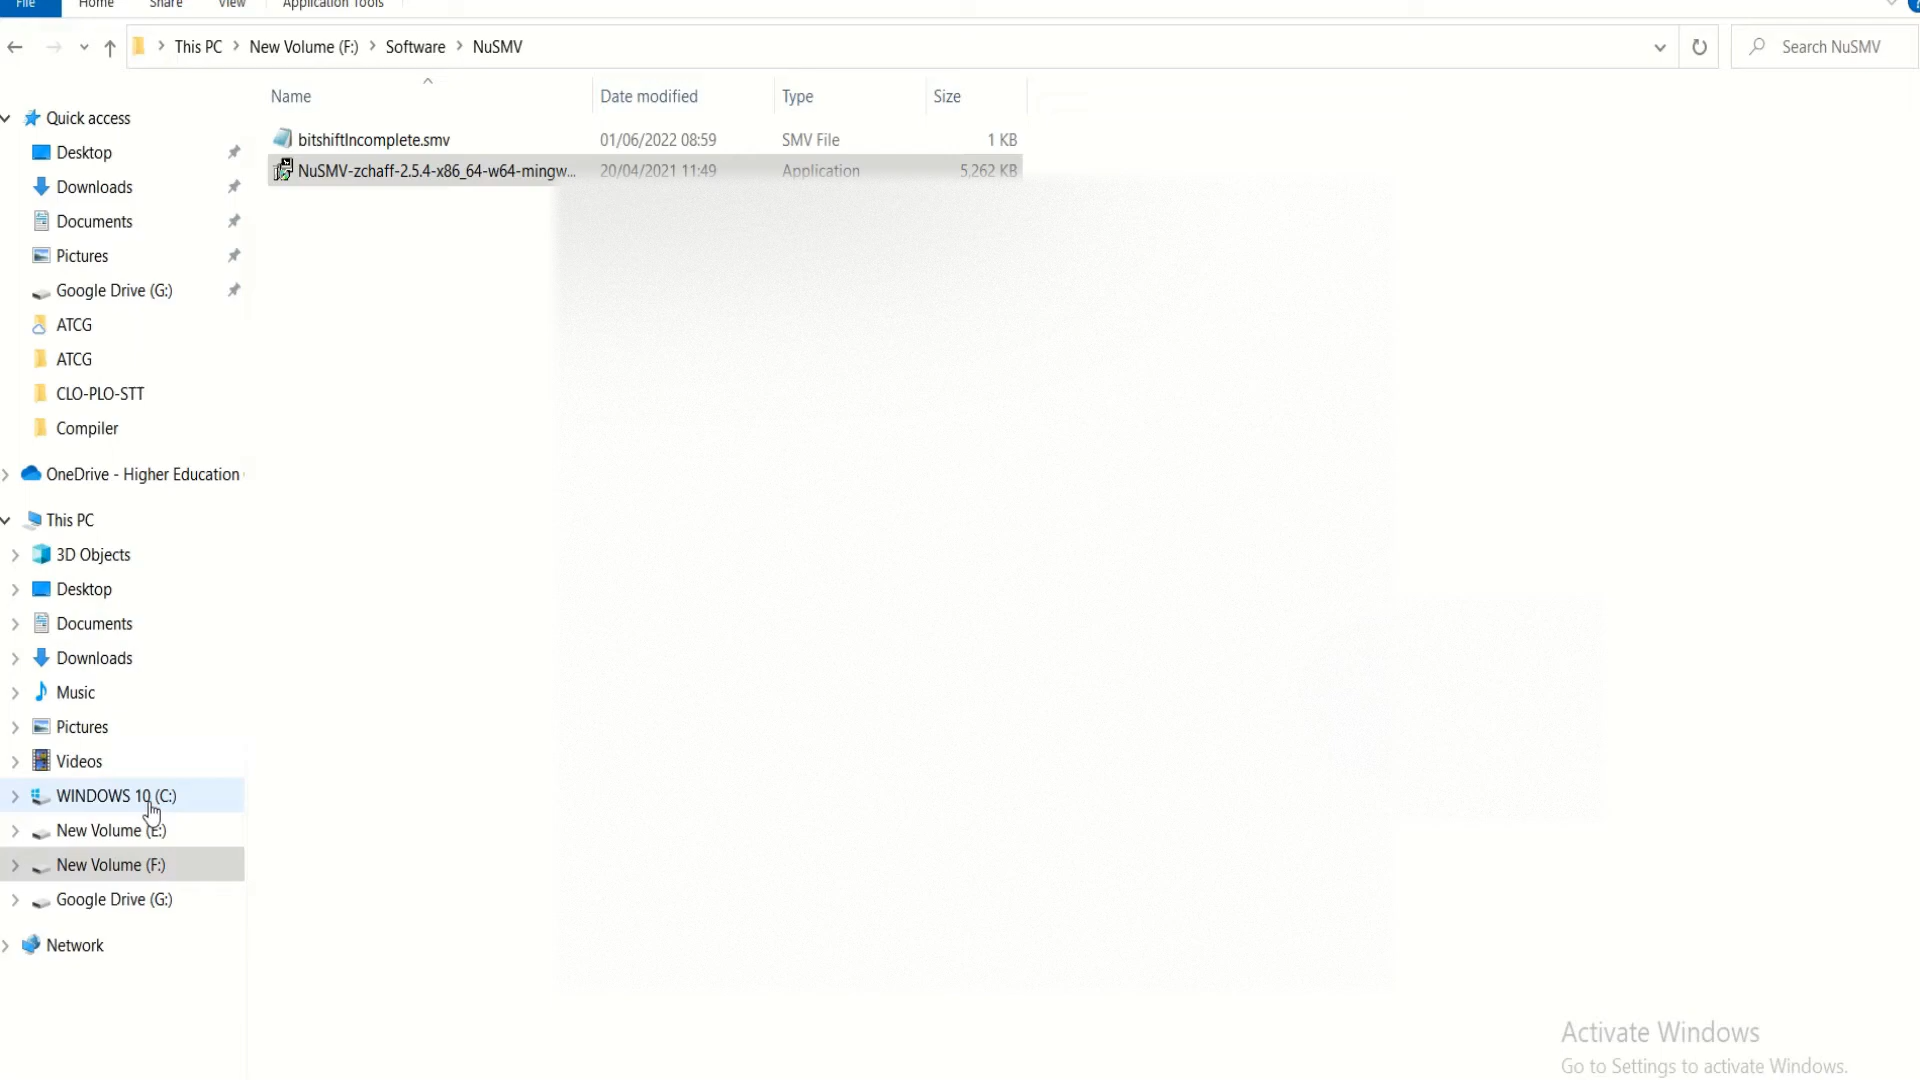 File Home Share View Application Tools
This PC New Volume (F:) Software NuSMV
Search NuSMV
Name Date modified Type Size
bitshiftIncomplete.smv 01/06/2022 08:59 SMV File 1 KB
NuSMV-zchaff-2.5.4-x86_64-w64-mingw... 20/04/2021 11:49 Application 5,262 KB
Quick access
Desktop
Downloads
Documents
Pictures
Google Drive (G:)
ATCG
ATCG
CLO-PLO-STT
Compiler
OneDrive - Higher Education
This PC
3D Objects
Desktop
Documents
Downloads
Music
Pictures
Videos
WINDOWS 10 (C:)
New Volume (E:)
New Volume (F:)
Google Drive (G:)
Network
Activate Windows
Go to Settings to activate Windows.